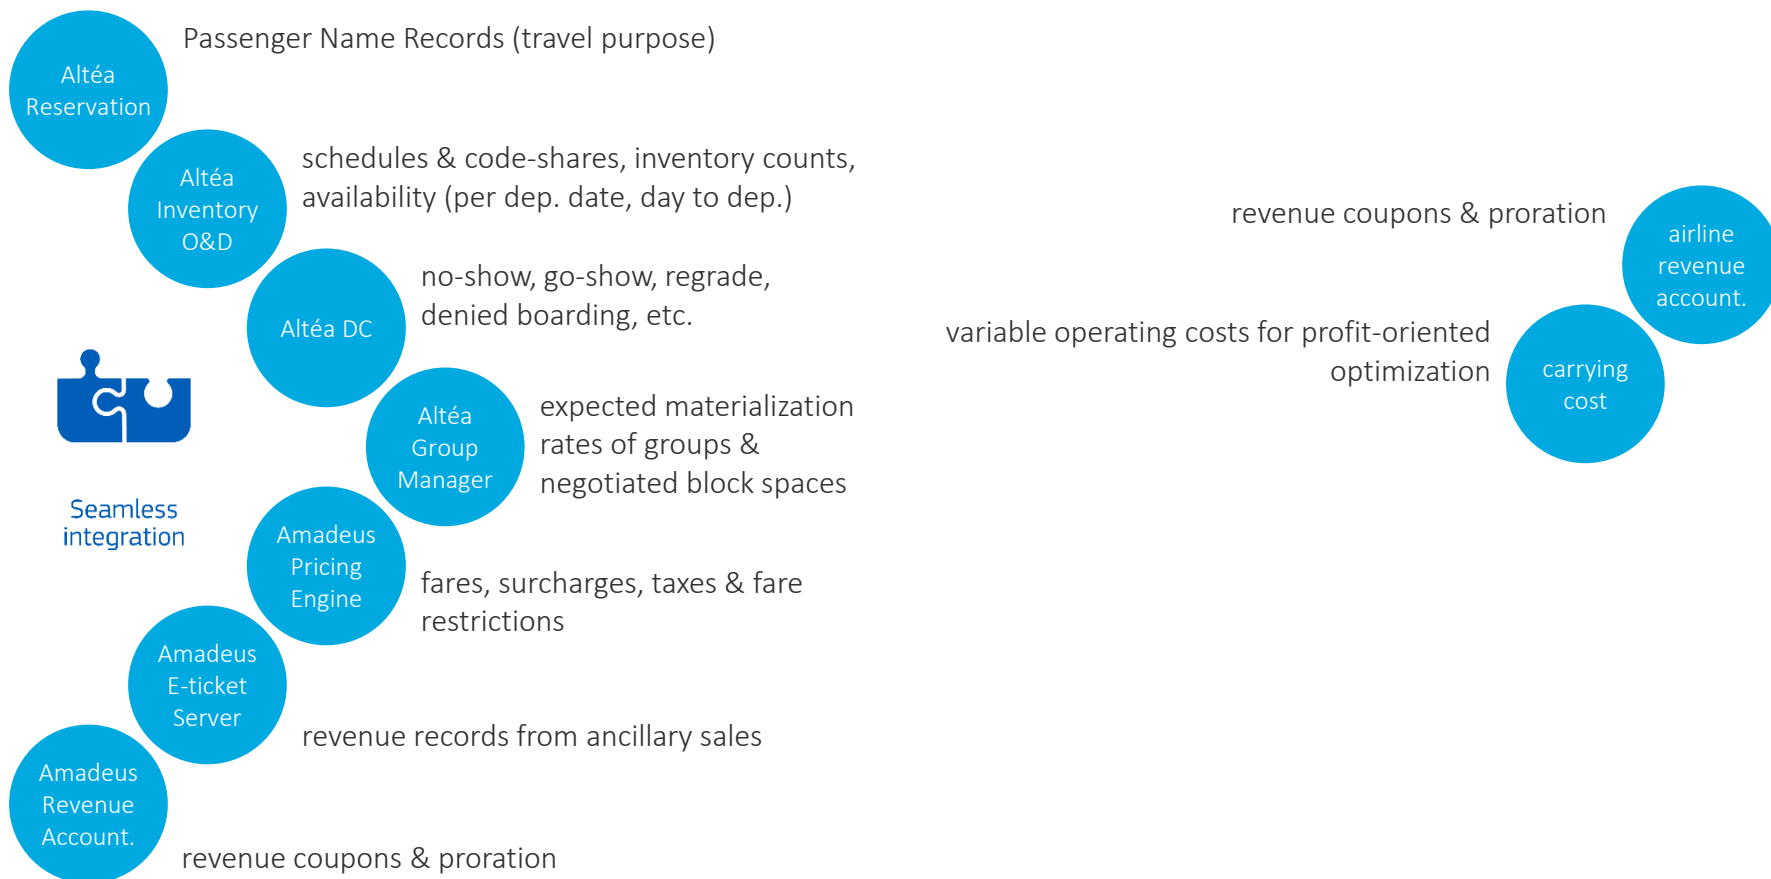 Altéa
Reservation
Passenger Name Records (travel purpose)
Altéa
Inventory
O&D
schedules & code-shares, inventory counts,
availability (per dep. date, day to dep.)
Altéa DC
no-show, go-show, regrade,
denied boarding, etc.
Altéa
Group
Manager
expected materialization
rates of groups &
negotiated block spaces
Seamless
integration
Amadeus
Pricing
Engine
fares, surcharges, taxes & fare
restrictions
Amadeus
E-ticket
Server
revenue records from ancillary sales
Amadeus
Revenue
Account.
revenue coupons & proration
revenue coupons & proration
airline
revenue
account.
variable operating costs for profit-oriented
optimization
carrying
cost